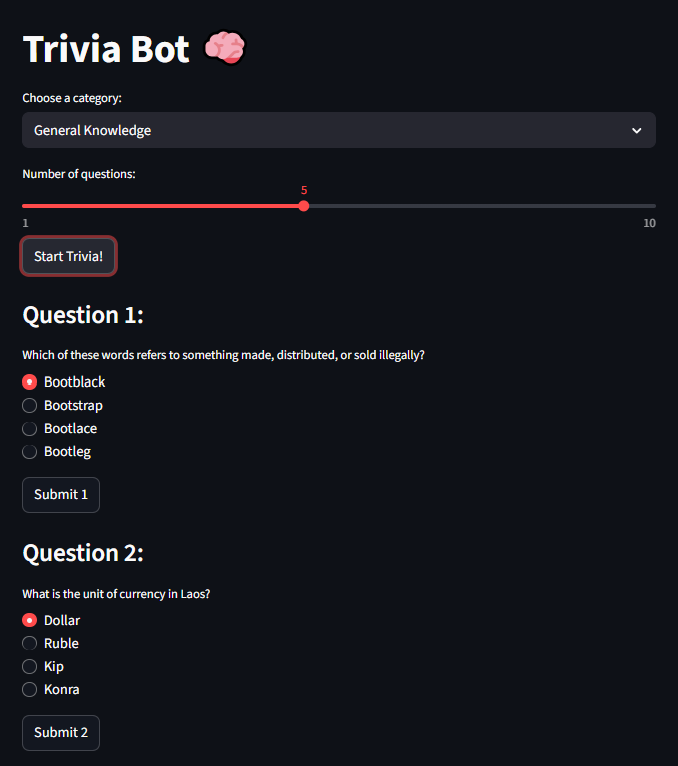 Trivia Bot 🧠
Choose a category:
General Knowledge
Number of questions:
5
1 10
Start Trivia!
Question 1:
Which of these words refers to something made, distributed, or sold illegally?
Bootblack
Bootstrap
Bootlace
Bootleg
Submit 1
Question 2:
What is the unit of currency in Laos?
Dollar
Ruble
Kip
Konra
Submit 2